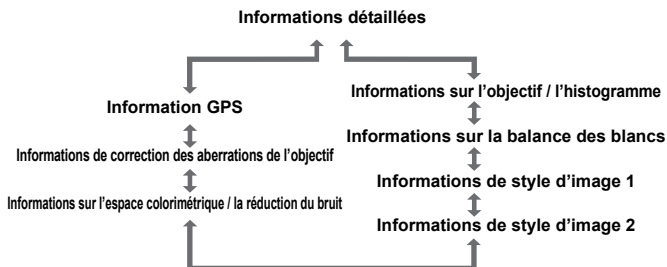 Informations détaillées
Informations sur l'objectif / l'histogramme
Information GPS
Informations sur la balance des blancs
Informations de correction des aberrations de l'objectif
Informations de style d'image 1
Informations sur l'espace colorimétrique / la réduction du bruit
Informations de style d'image 2